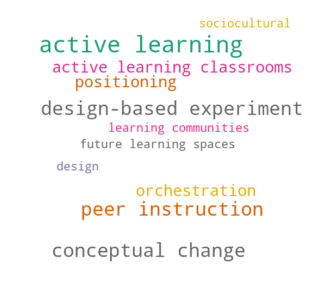 sociocultural
active learning
active learning classrooms
positioning
design-based experiment
learning communities
future learning spaces
design
orchestration
peer instruction
conceptual change